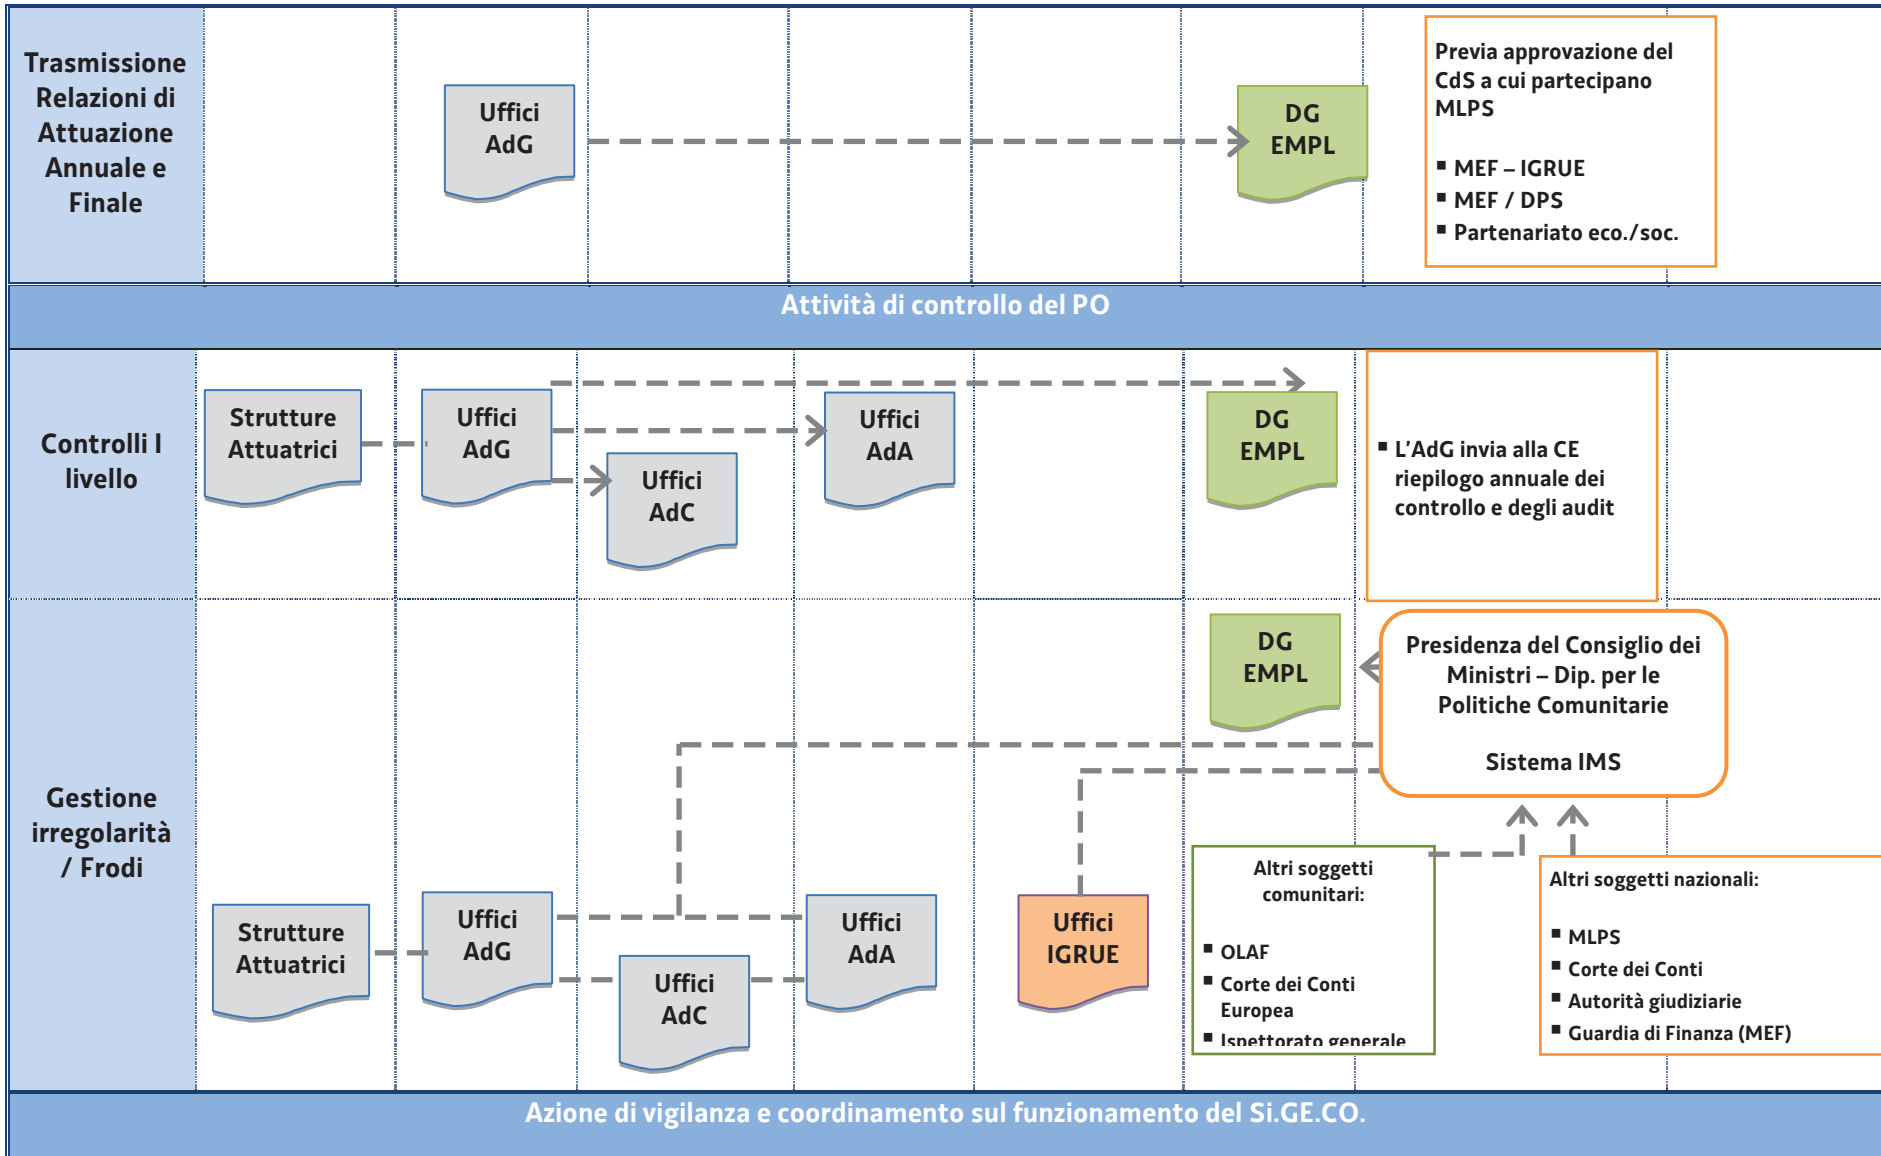 Trasmissione
Relazioni di
Attuazione
Annuale e
Finale
Uffici
AdG
DG
EMPL
Previa approvazione del
CdS a cui partecipano
MLPS
▪ MEF – IGRUE
▪ MEF / DPS
▪ Partenariato eco./soc.
Attività di controllo del PO
Controlli I
livello
Strutture
Attuatrici
Uffici
AdG
Uffici
AdC
Uffici
AdA
DG
EMPL
▪ L'AdG invia alla CE
riepilogo annuale dei
controllo e degli audit
Gestione
irregolarità
/ Frodi
Strutture
Attuatrici
Uffici
AdG
Uffici
AdC
Uffici
AdA
Uffici
IGRUE
DG
EMPL
Presidenza del Consiglio dei
Ministri – Dip. per le
Politiche Comunitarie
Sistema IMS
Altri soggetti
comunitari:
▪ OLAF
▪ Corte dei Conti
Europea
▪ Ispettorato generale
Altri soggetti nazionali:
▪ MLPS
▪ Corte dei Conti
▪ Autorità giudiziarie
▪ Guardia di Finanza (MEF)
Azione di vigilanza e coordinamento sul funzionamento del Si.GE.CO.